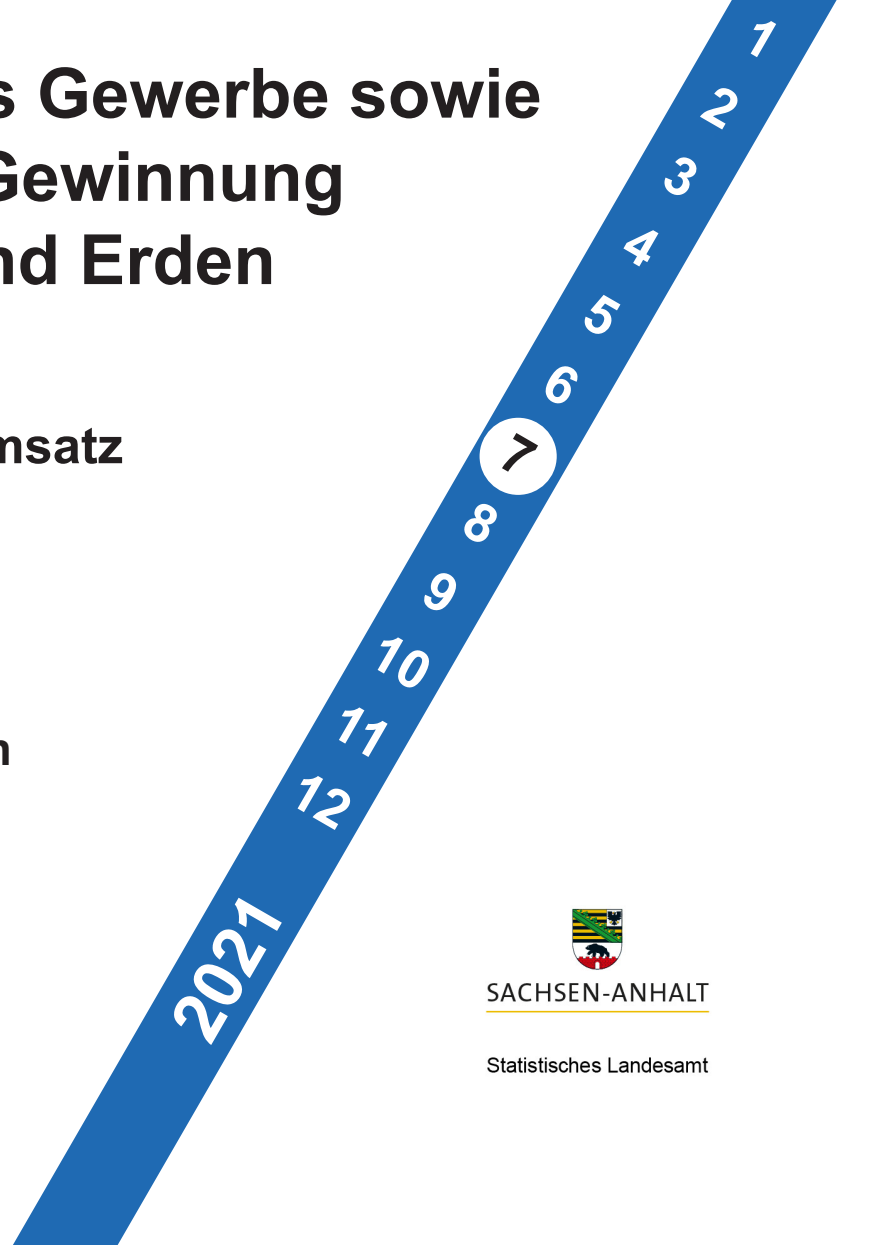 s Gewerbe sowie
Gewinnung
nd Erden
msatz
n
1
2
3
4
5
6
7
8
9
10
11
12
2021
SACHSEN-ANHALT
Statistisches Landesamt